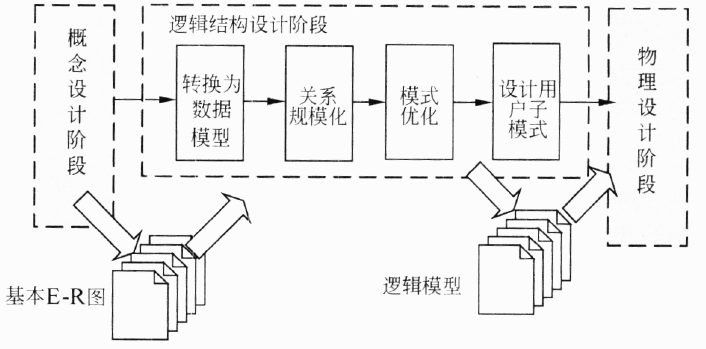 概念设计阶段
逻辑结构设计阶段
转换为
数据
模型
关系
规模化
模式
优化
设计用
户子
模式
物理设计阶段
基本E-R图
逻辑模型